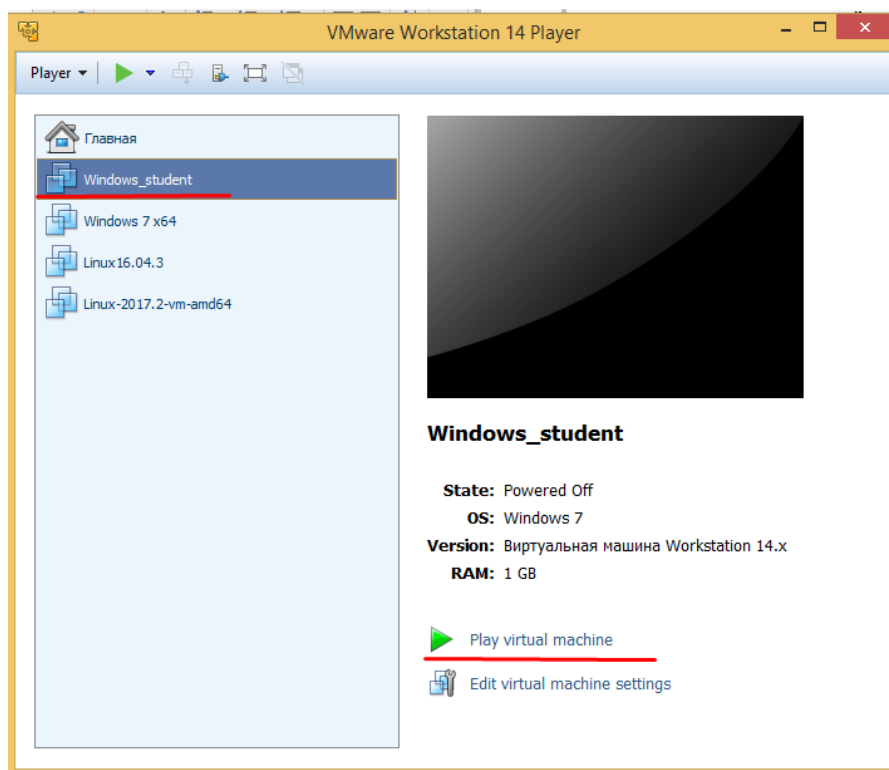 VMware Workstation 14 Player
Player
Главная
Windows_student
Windows 7 x64
Linux16.04.3
Linux-2017.2-vm-amd64
Windows_student
State: Powered Off
OS: Windows 7
Version: Виртуальная машина Workstation 14.x
RAM: 1 GB
Play virtual machine
Edit virtual machine settings